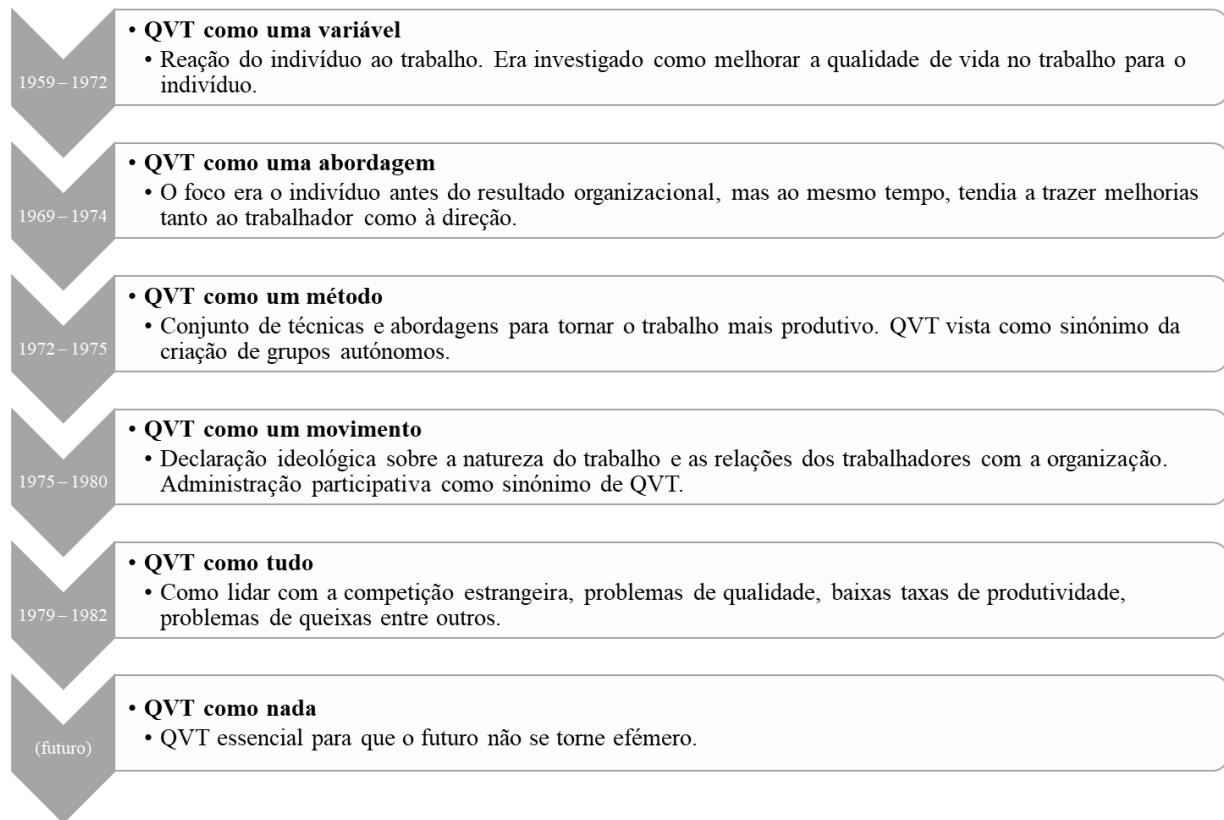 • QVT como uma variável
1959 – 1972
• Reação do indivíduo ao trabalho. Era investigado como melhorar a qualidade de vida no trabalho para o
indivíduo.
• QVT como uma abordagem
1969 – 1974
• O foco era o indivíduo antes do resultado organizacional, mas ao mesmo tempo, tendia a trazer melhorias
tanto ao trabalhador como à direção.
• QVT como um método
1972 – 1975
• Conjunto de técnicas e abordagens para tornar o trabalho mais produtivo. QVT vista como sinónimo da
criação de grupos autónomos.
• QVT como um movimento
1975 – 1980
• Declaração ideológica sobre a natureza do trabalho e as relações dos trabalhadores com a organização.
Administração participativa como sinónimo de QVT.
• QVT como tudo
1979 – 1982
• Como lidar com a competição estrangeira, problemas de qualidade, baixas taxas de produtividade,
problemas de queixas entre outros.
• QVT como nada
(futuro)
• QVT essencial para que o futuro não se torne efémero.